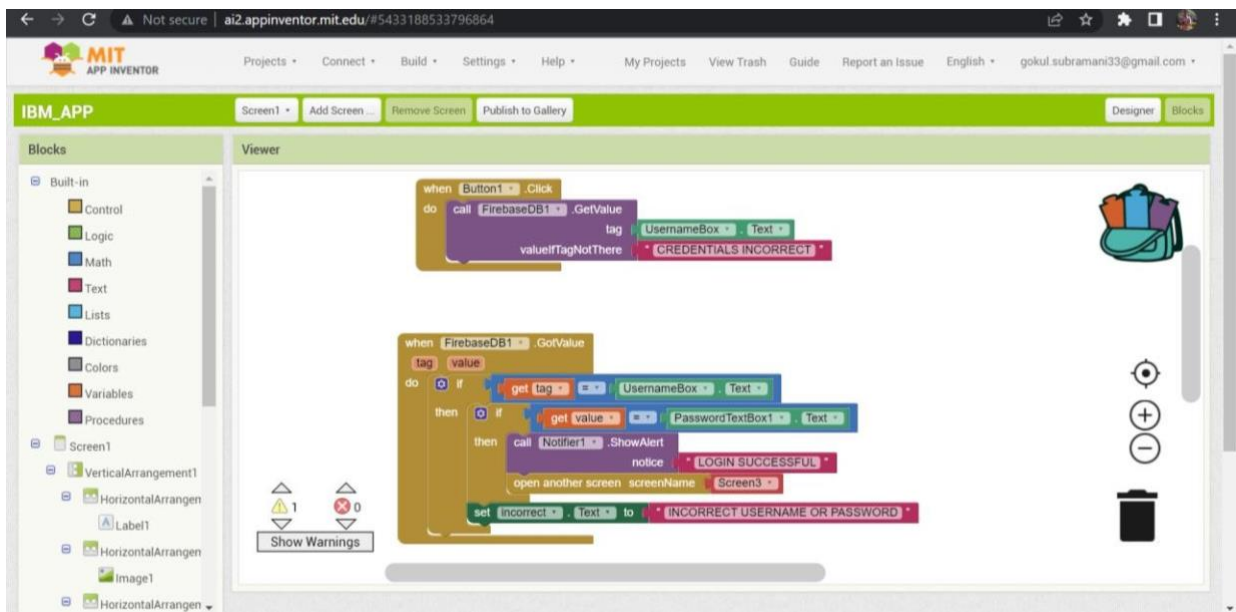 Not secure | ai2.appinventor.mit.edu/#5433188533796864
MIT
APP INVENTOR
Projects
Connect
Build
Settings
Help
My Projects
View Trash
Guide
Report an Issue
English
gokul.subramani33@gmail.com
IBM_APP
Screen1
Add Screen ...
Remove Screen
Publish to Gallery
Designer
Blocks
Blocks
Viewer
Built-in
Control
Logic
Math
Text
Lists
Dictionaries
Colors
Variables
Procedures
Screen1
VerticalArrangement1
HorizontalArrangen
Label1
HorizontalArrangen
Image1
HorizontalArrangen
when Button1 .Click
do call FirebaseDB1 .GetValue
tag UsernameBox . Text
valueIfTagNotThere " CREDENTIALS INCORRECT "
when FirebaseDB1 .GotValue
tag value
do if get tag = UsernameBox . Text
then if get value = PasswordTextBox1 . Text
then call Notifier1 .ShowAlert
notice " LOGIN SUCCESSFUL "
open another screen screenName Screen3
set incorrect . Text to " INCORRECT USERNAME OR PASSWORD "
1
0
Show Warnings